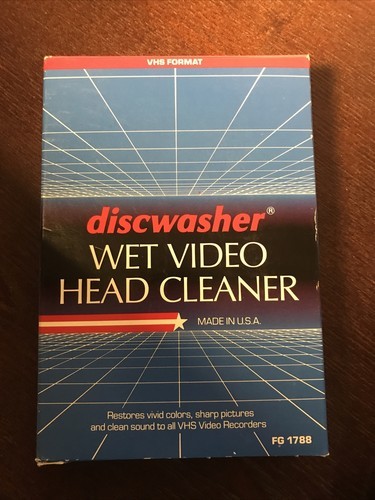 VHS FORMAT
discwasher®
WET VIDEO
HEAD CLEANER
MADE IN U.S.A.
Restores vivid colors, sharp pictures
and clean sound to all VHS Video Recorders
FG 1788